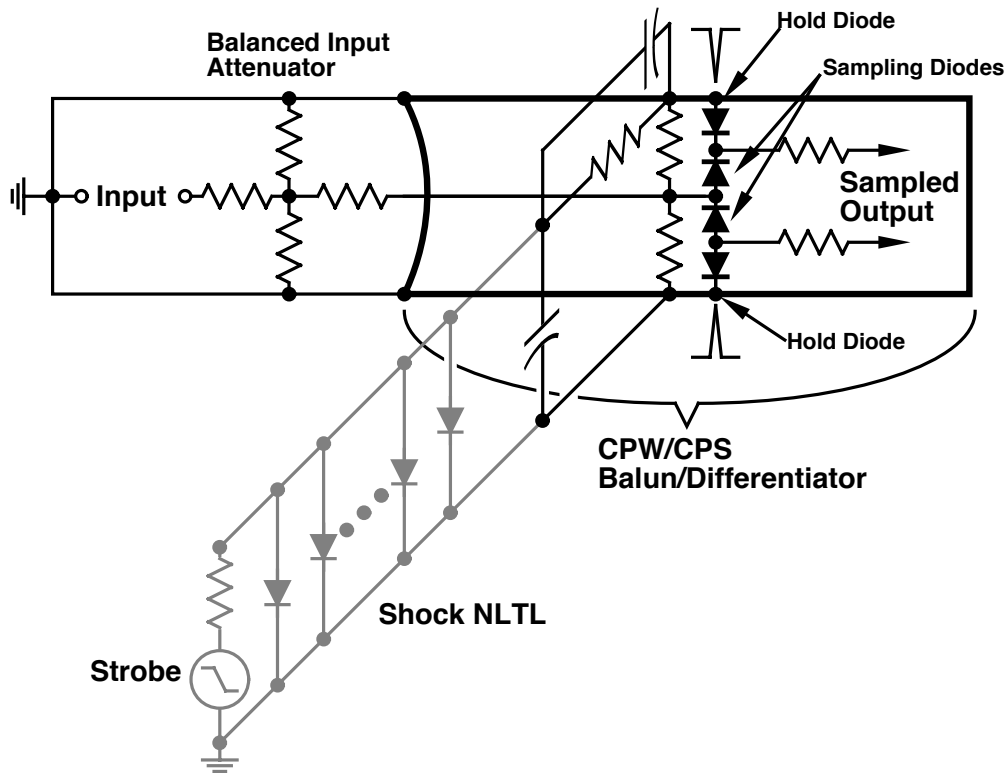 Hold Diode
Balanced Input
Attenuator
Sampling Diodes
Input
Sampled
Output
Hold Diode
CPW/CPS
Balun/Differentiator
Shock NLTL
Strobe